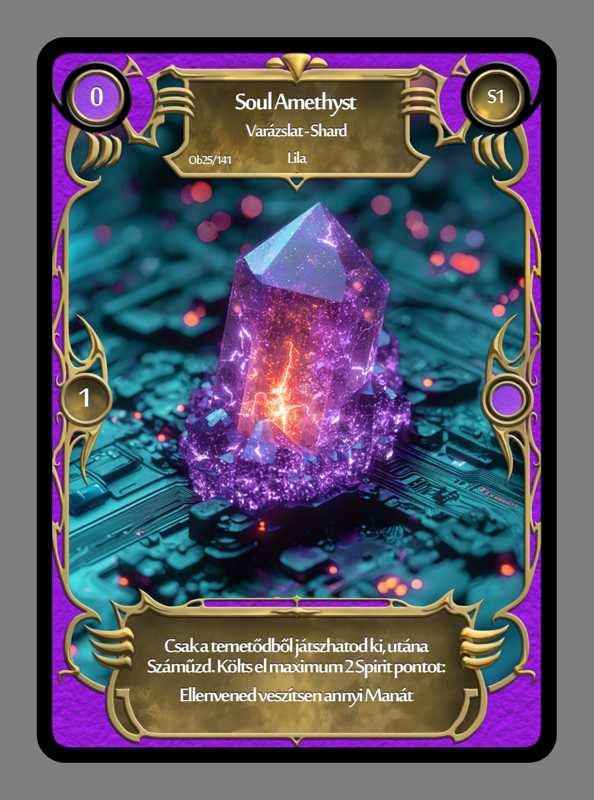 0
Soul Amethyst
S1
Varázslat - Shard
Ob25/141
Lila
1
Csak a temetődből játszhatod ki, utána
Száműzd. Költs el maximum 2 Spirit pontot:
Ellenvened veszítsen annyi Manát